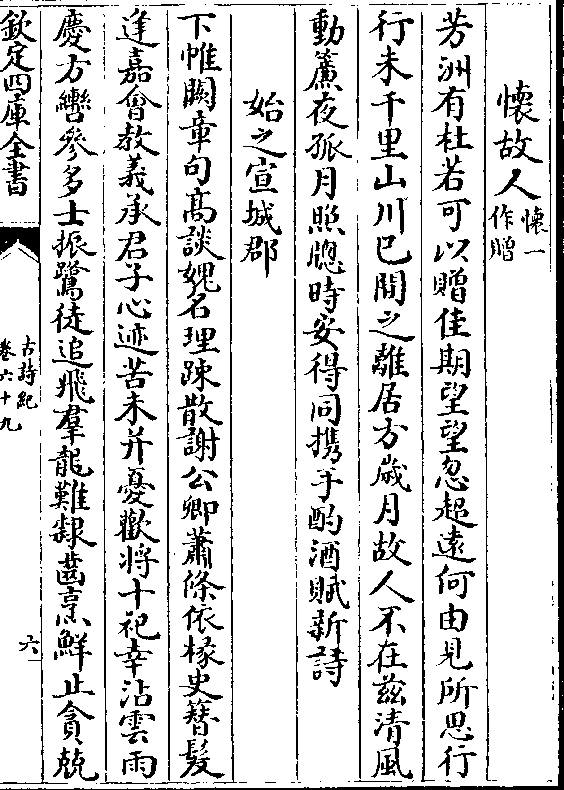 懷故人懷一作贈
芳洲有杜若可以贈佳期望望忽超遠何由見所思行
行未千里山川已間之離居方歲月故人不在兹清風
動簾夜孤月照牕時安得同攜手酌酒賦新詩
始之宣城郡
下帷闕章句髙談媿名理疎散謝公卿蕭條依椽史簪髮
逢嘉會教義承君子心迹苦未并憂歡將十祀幸沾雲雨
慶方轡參多士振鷺徒追飛羣龍難隸齒烹鮮止貪兢
欽定四庫全書
古詩紀
卷六十九
六